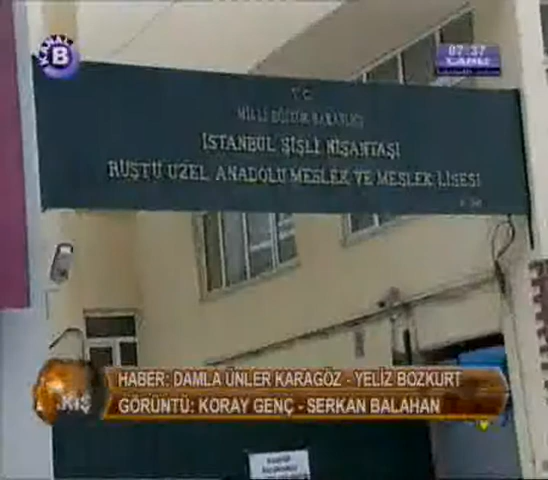 KANAL B
07:37
CANLI
T.C.
MİLLİ EĞİTİM BAKANLIĞI
İSTANBUL ŞİŞLİ NİŞANTAŞI
RÜŞTÜ UZEL ANADOLU MESLEK VE MESLEK LİSESİ
HABER: DAMLA ÜNLER KARAGÖZ - YELİZ BOZKURT
GÖRÜNTÜ: KORAY GENÇ - SERKAN BALAHAN